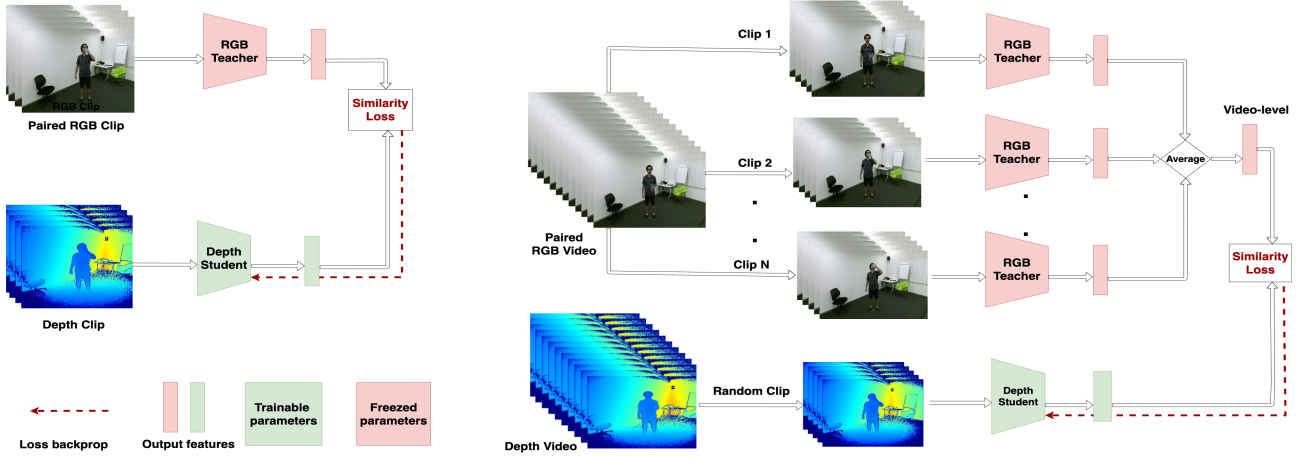 RGB
Teacher
RGB Clip
Paired RGB Clip
Similarity
Loss
Depth
Student
Depth Clip
Loss backprop
Output features
Trainable
parameters
Freezed
parameters
Clip 1
RGB
Teacher
Video-level
Clip 2
RGB
Teacher
Average
Paired
RGB Video
Clip N
RGB
Teacher
Similarity
Loss
Random Clip
Depth
Student
Depth Video